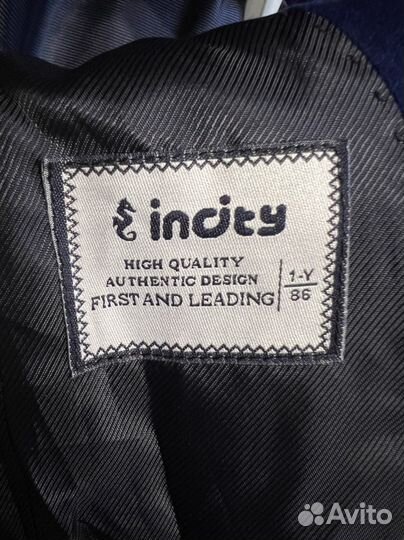 incity
HIGH QUALITY
AUTHENTIC DESIGN
FIRST AND LEADING
1-Y
86
Avito